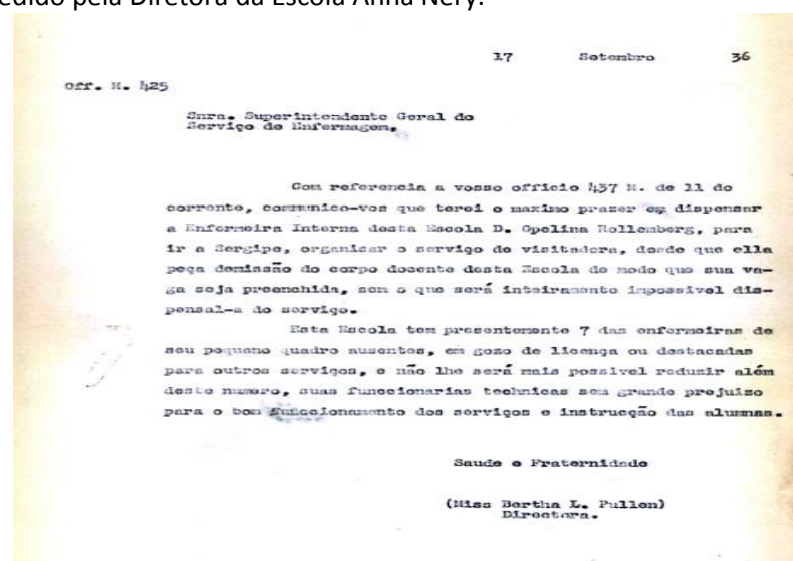 edido pela Diretora da Escola Anna Nery.
17 Setembro 36
Off. N. 425
Snra. Superintendente Geral do
Serviço de Enfermagem,
Com referencia a vosso officio 437 N. de 11 do
corrente, communico-vos que terei o maximo prazer em dispensar
a Enfermeira Interna desta Escola D. Opelina Rollemberg, para
ir a Sergipe, organizar o serviço de visitadora, desde que ella
peça demissão do corpo docente desta Escola de modo que sua va-
ga seja preenchida, sem o que será inteiramente impossivel dis-
pensal-a do serviço.
Esta Escola tem presentemente 7 das enfermeiras de
seu pequeno quadro ausentes, em gozo de licença ou destacadas
para outros serviços, e não lhe será mais possivel reduzir além
deste numero, suas funccionarias technicas sem grande prejuizo
para o bom funccionamento dos serviços e instrucção das alumnas.
Saude e Fraternidade
(Miss Bertha L. Pullen)
Directora.